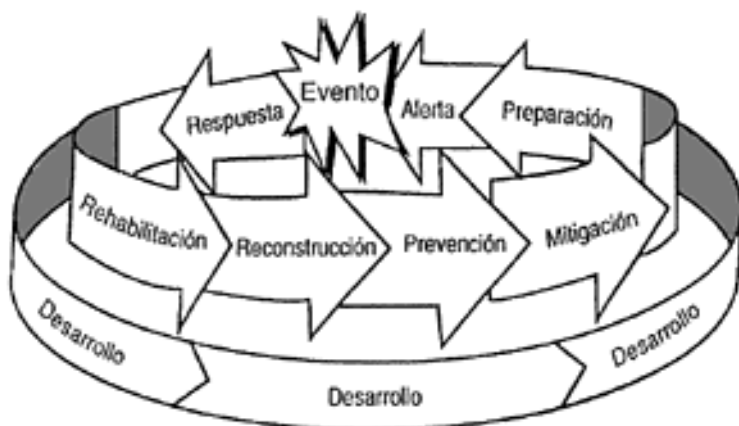 Evento
Respuesta
Alerta
Preparación
Rehabilitación
Reconstrucción
Prevención
Mitigación
Desarrollo
Desarrollo
Desarrollo